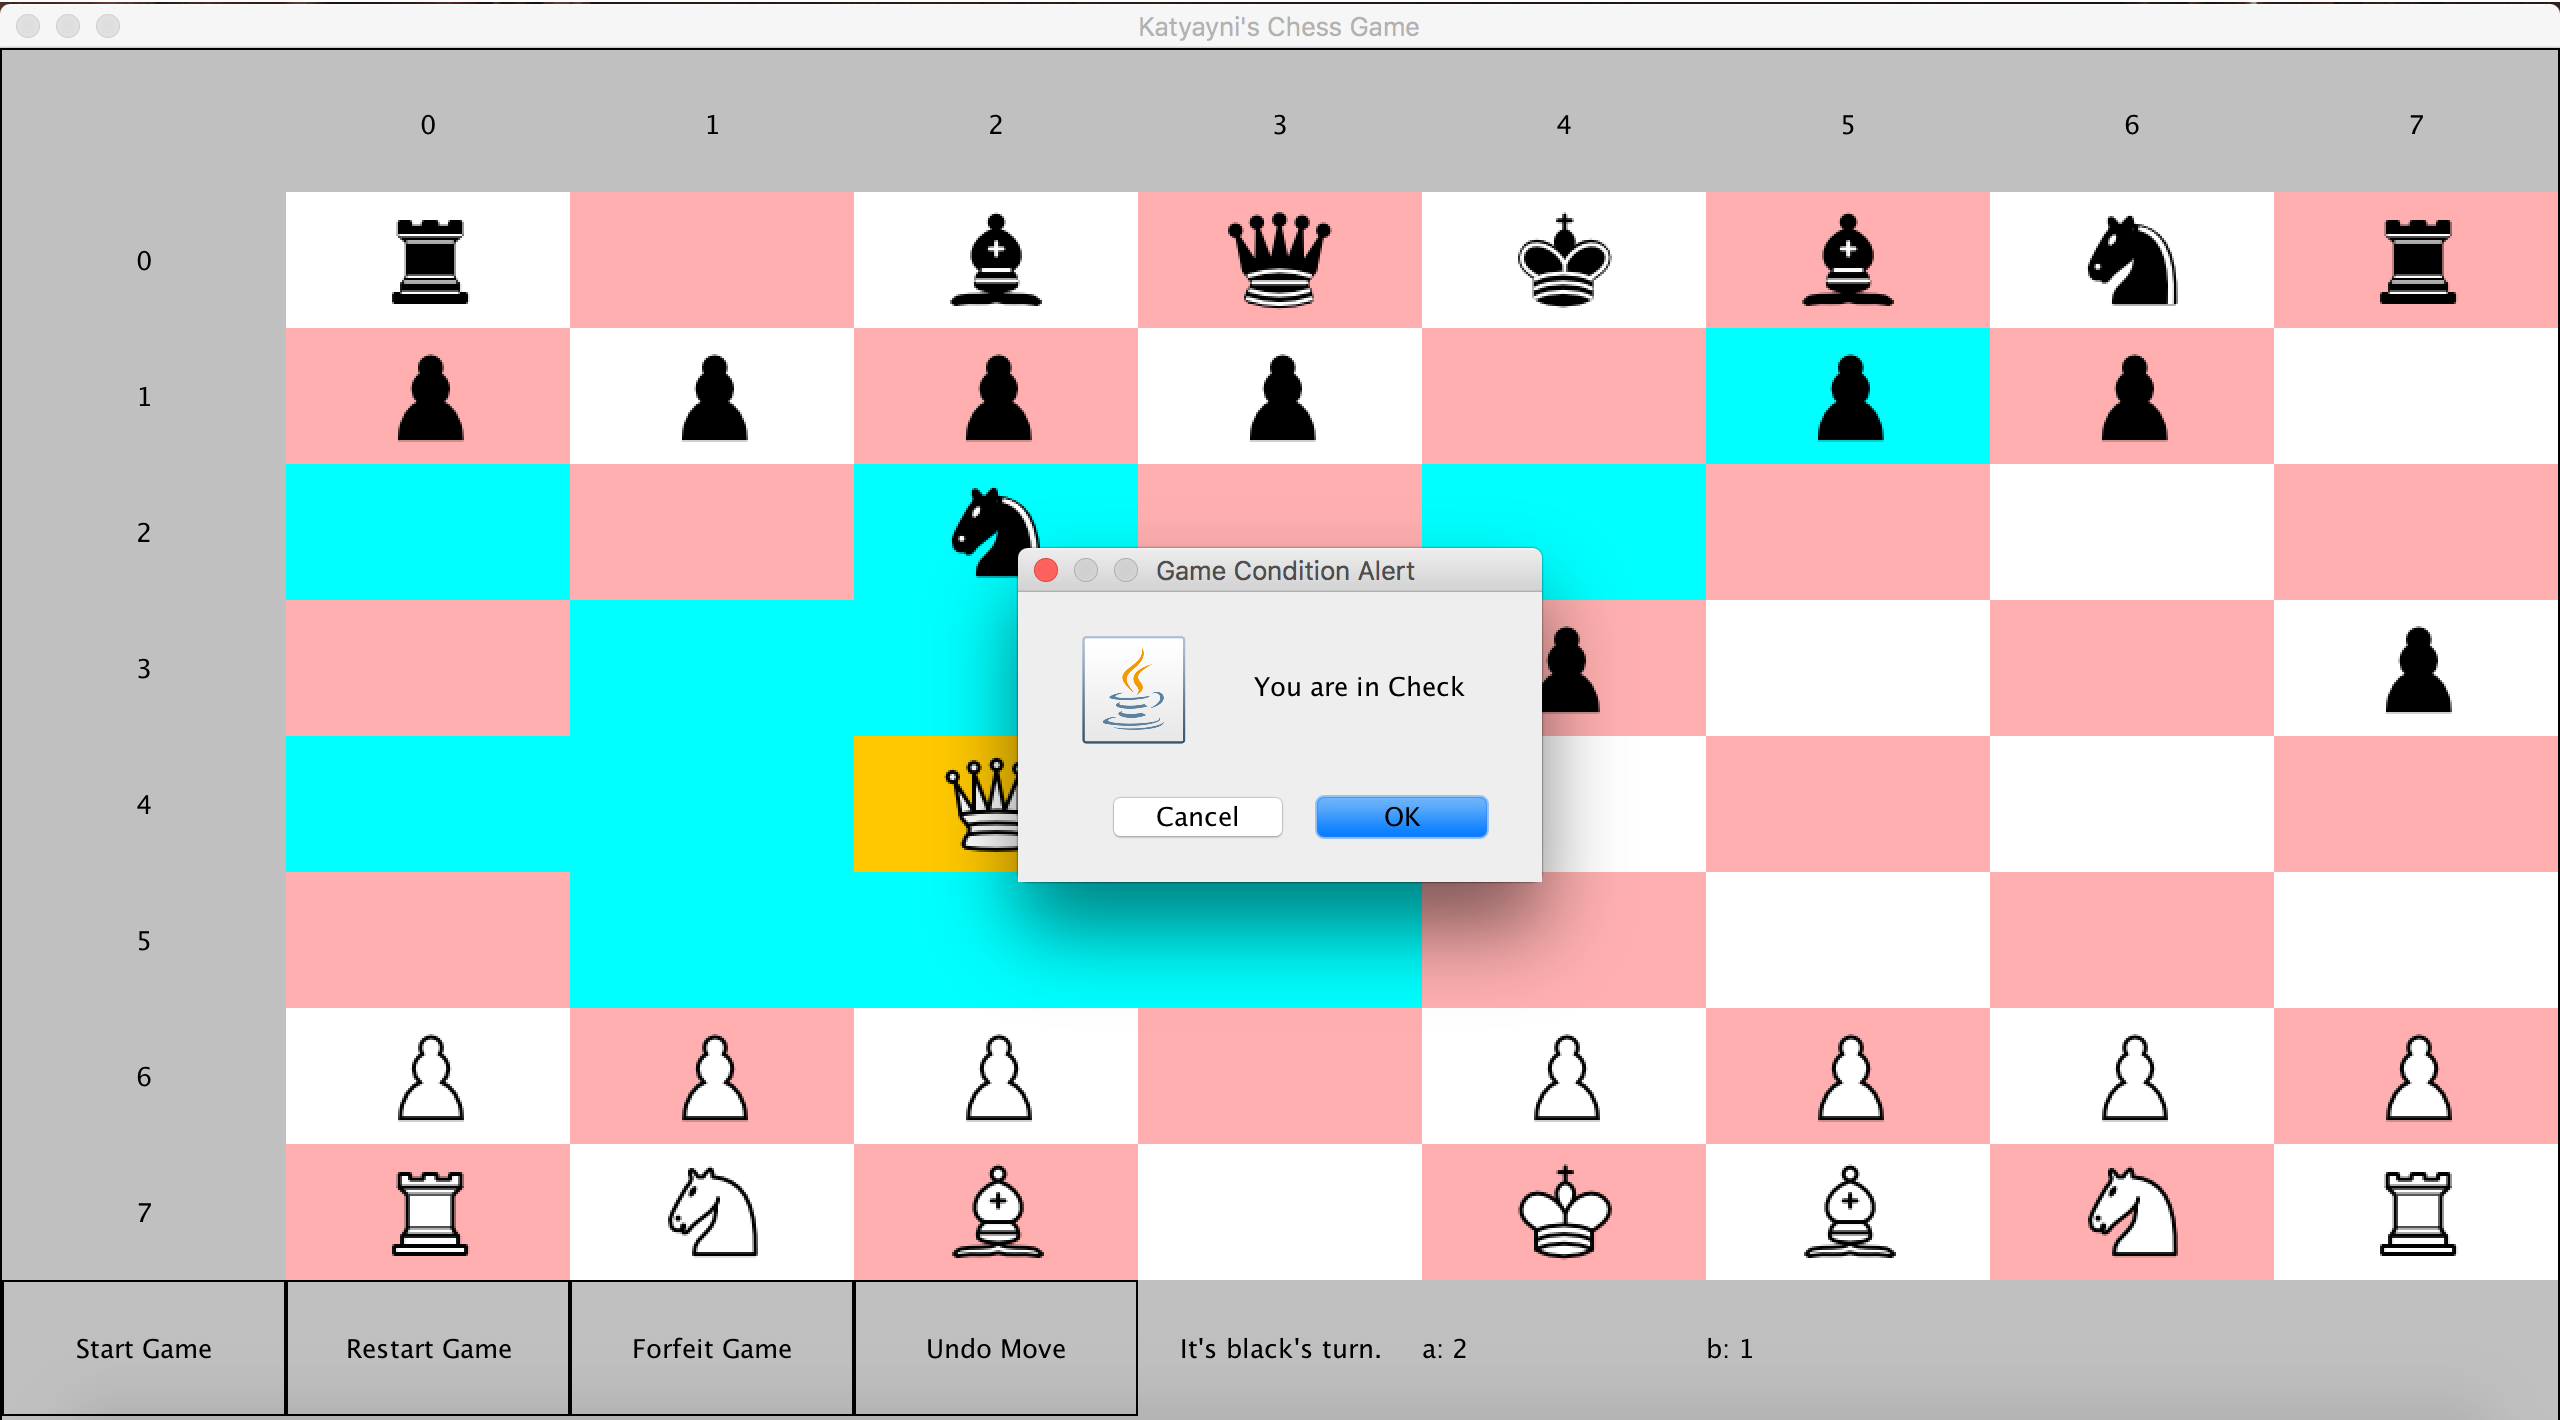 Katyayni's Chess Game
0 1 2 3 4 5 6 7
0
1
2
Game Condition Alert
3
You are in Check
4
Cancel OK
5
6
7
Start Game Restart Game Forfeit Game Undo Move It's black's turn. a: 2 b: 1